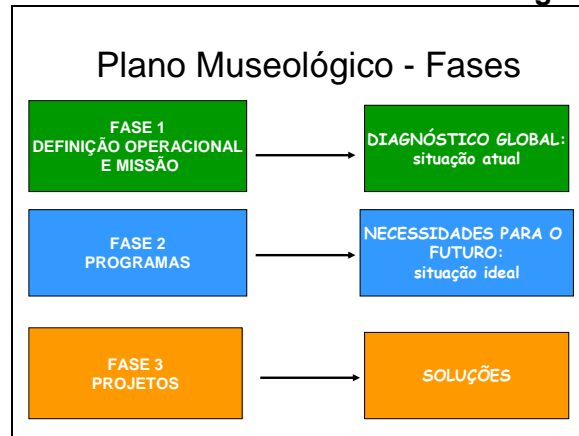 Plano Museológico - Fases
FASE 1
DEFINIÇÃO OPERACIONAL
E MISSÃO
DIAGNÓSTICO GLOBAL:
situação atual
FASE 2
PROGRAMAS
NECESSIDADES PARA O
FUTURO:
situação ideal
FASE 3
PROJETOS
SOLUÇÕES